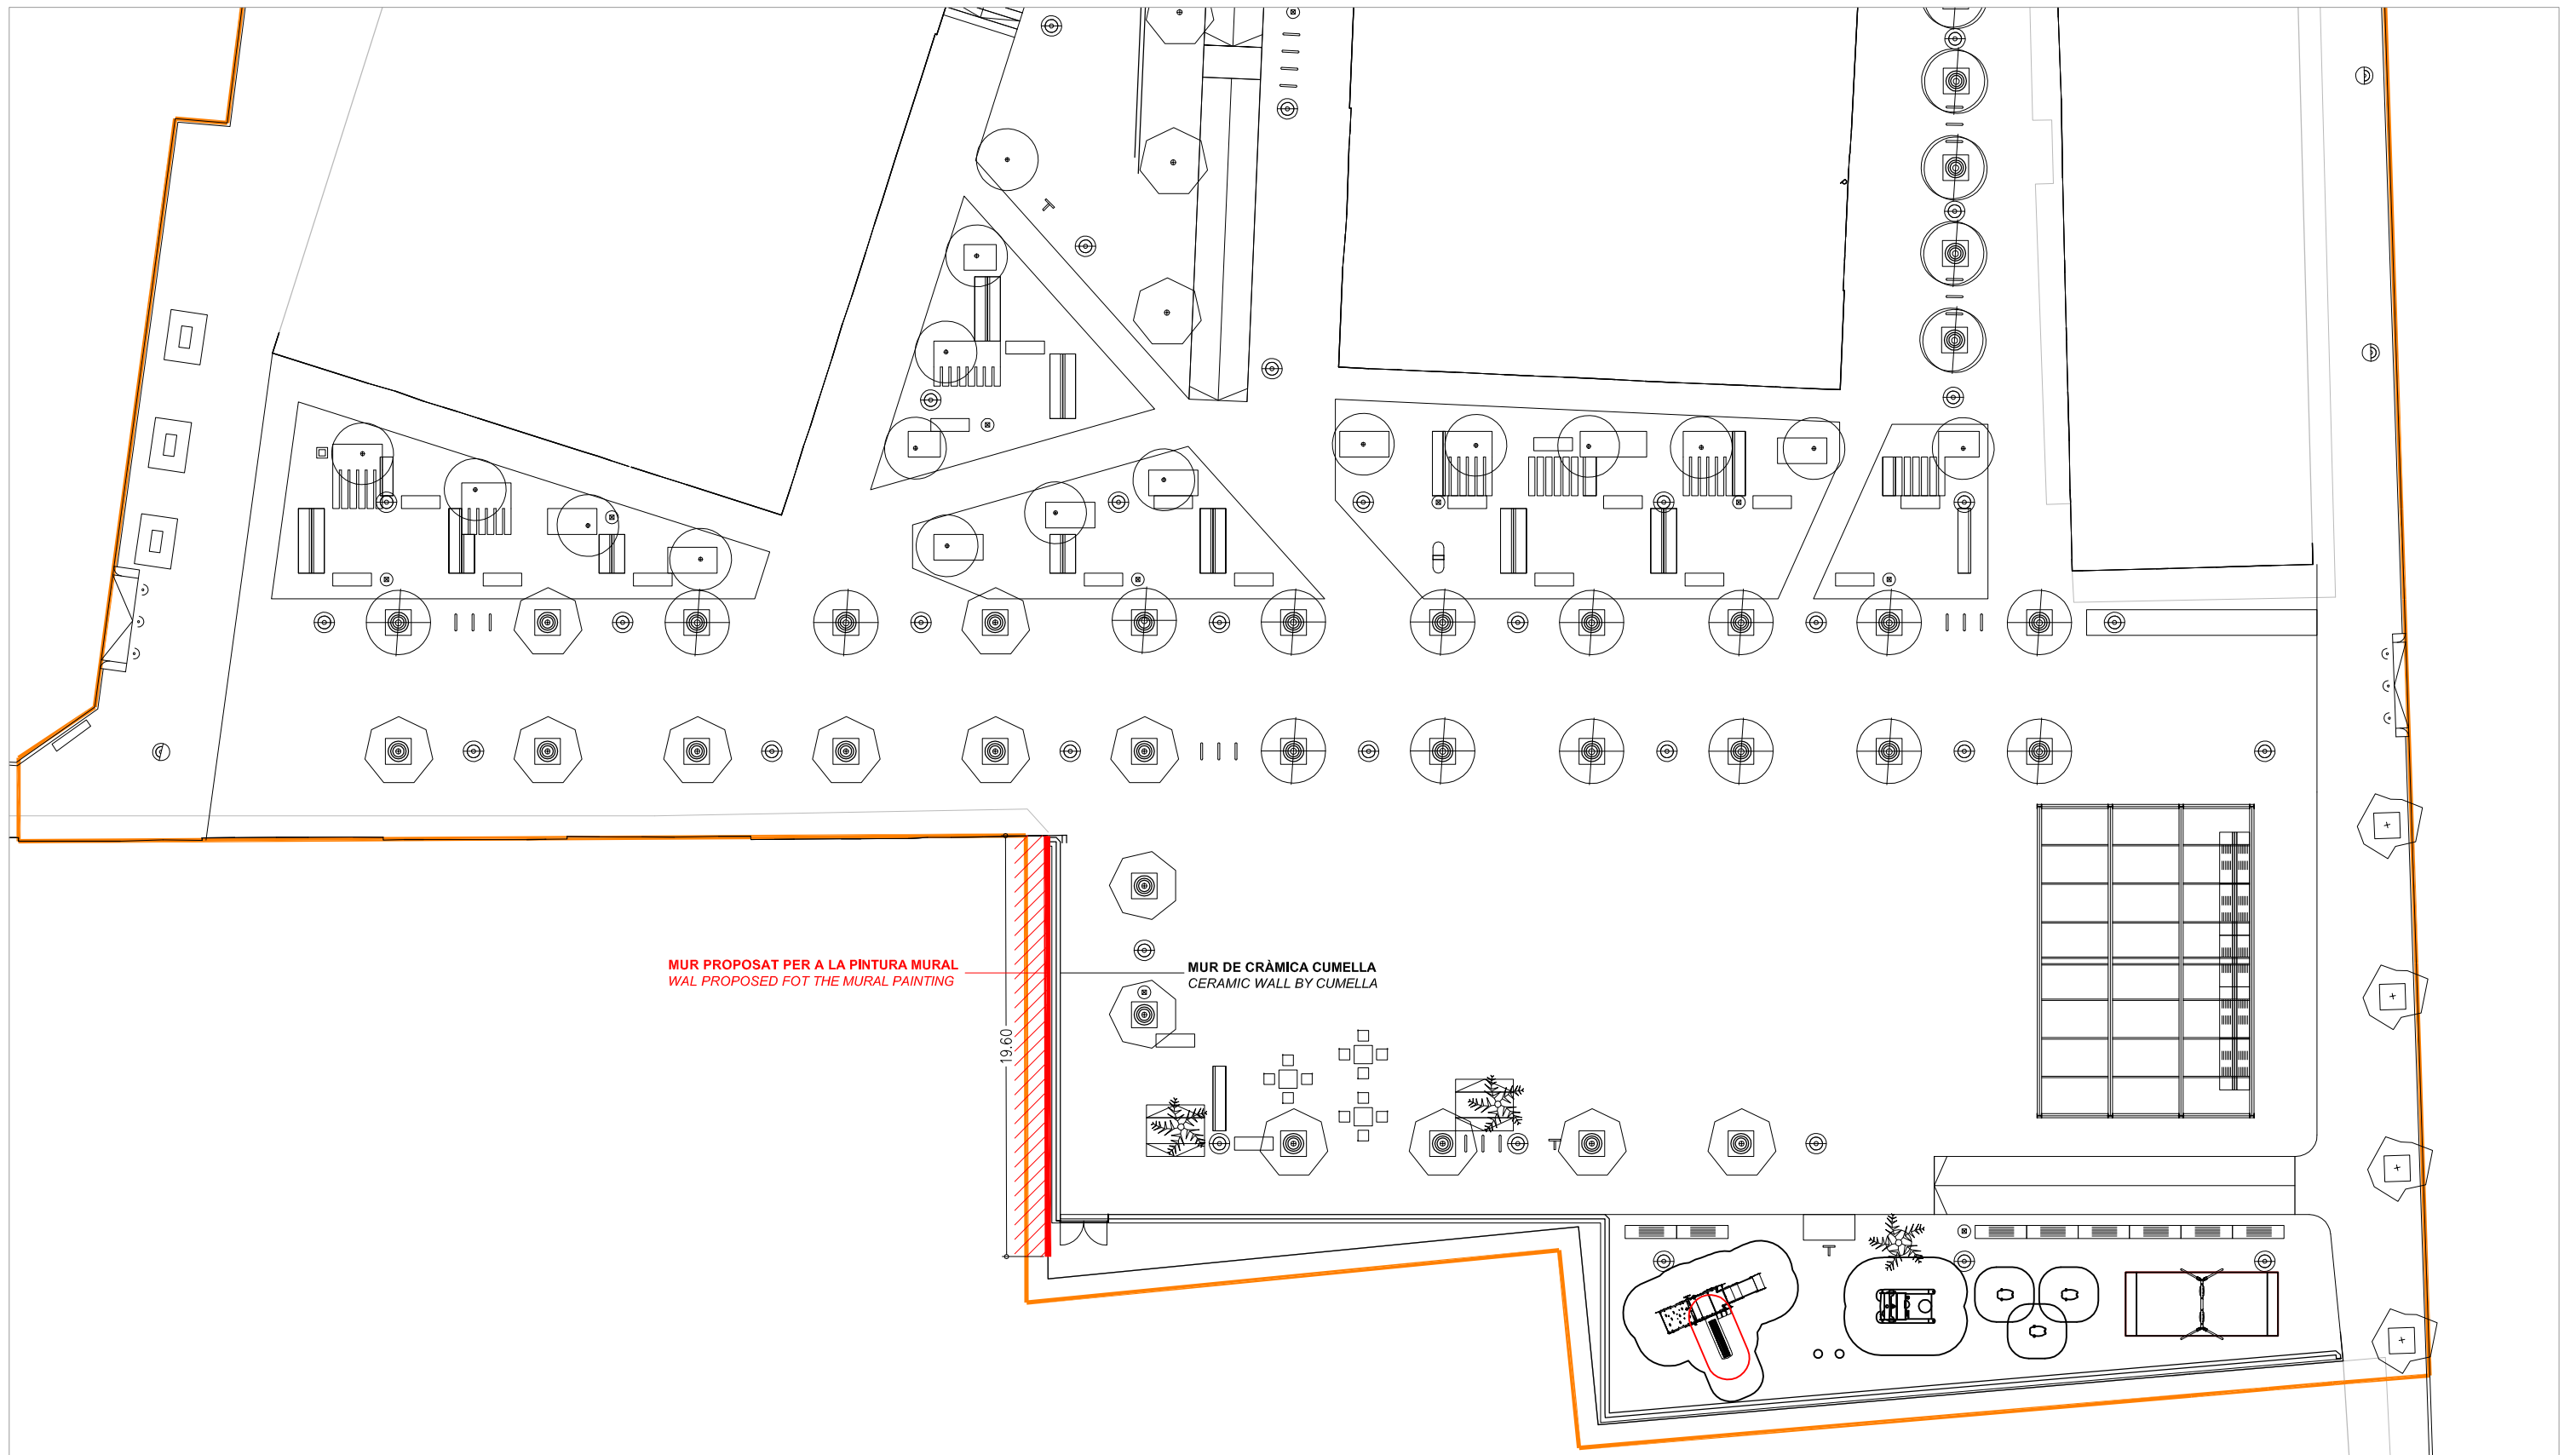 MUR PROPOSAT PER A LA PINTURA MURAL
WAL PROPOSED FOT THE MURAL PAINTING
MUR DE CRÀMICA CUMELLA
CERAMIC WALL BY CUMELLA
19.60